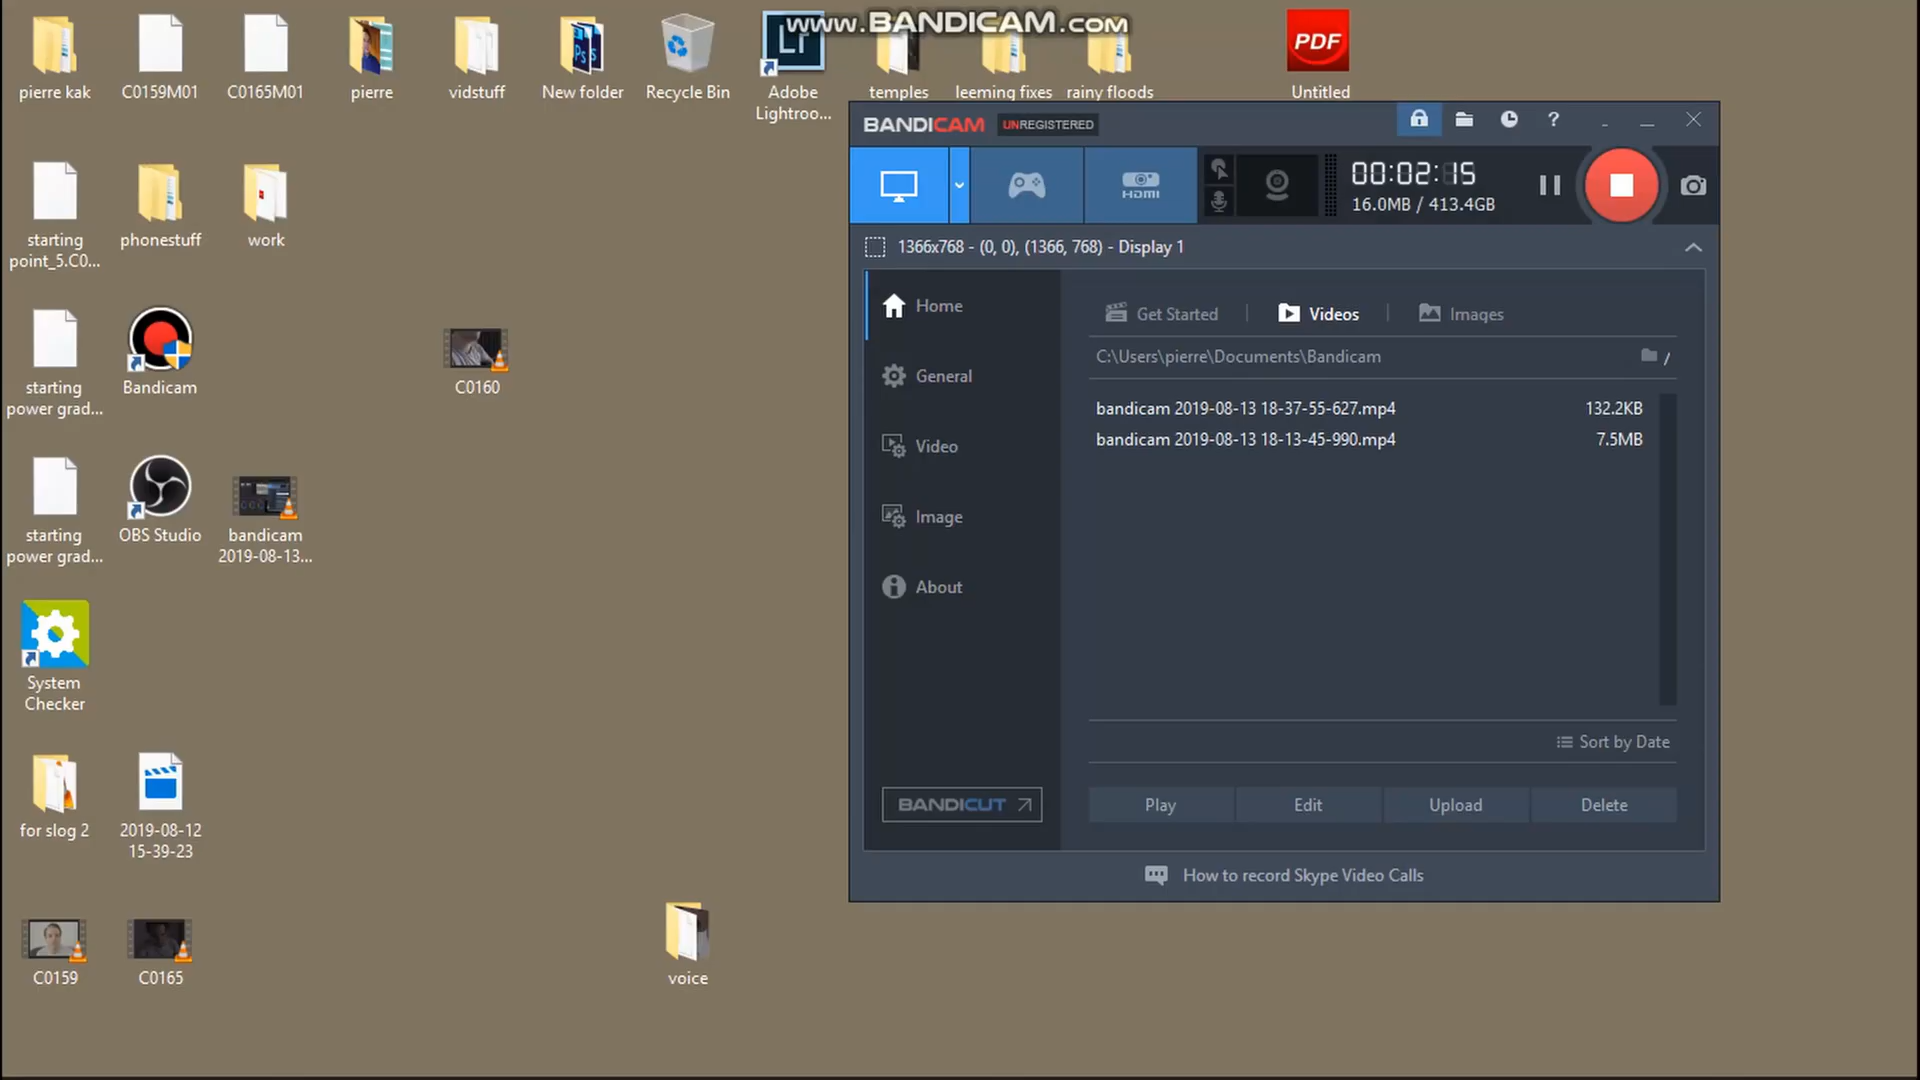 www.BANDICAM.com
pierre kak
C0159M01
C0165M01
pierre
vidstuff
New folder
Recycle Bin
Adobe
Lightroo...
temples
leeming fixes
rainy floods
PDF
Untitled
starting
point_5.C0...
phonestuff
work
starting
power grad...
Bandicam
C0160
starting
power grad...
OBS Studio
bandicam
2019-08-13...
System
Checker
for slog 2
2019-08-12
15-39-23
C0159
C0165
voice
BANDICAM UNREGISTERED
?
HDMI
00:02:15
16.0MB / 413.4GB
1366x768 - (0, 0), (1366, 768) - Display 1
Home
General
Video
Image
About
BANDICUT
Get Started
Videos
Images
C:\Users\pierre\Documents\Bandicam
/
bandicam 2019-08-13 18-37-55-627.mp4 132.2KB
bandicam 2019-08-13 18-13-45-990.mp4 7.5MB
Sort by Date
Play
Edit
Upload
Delete
How to record Skype Video Calls
Lr
Ps